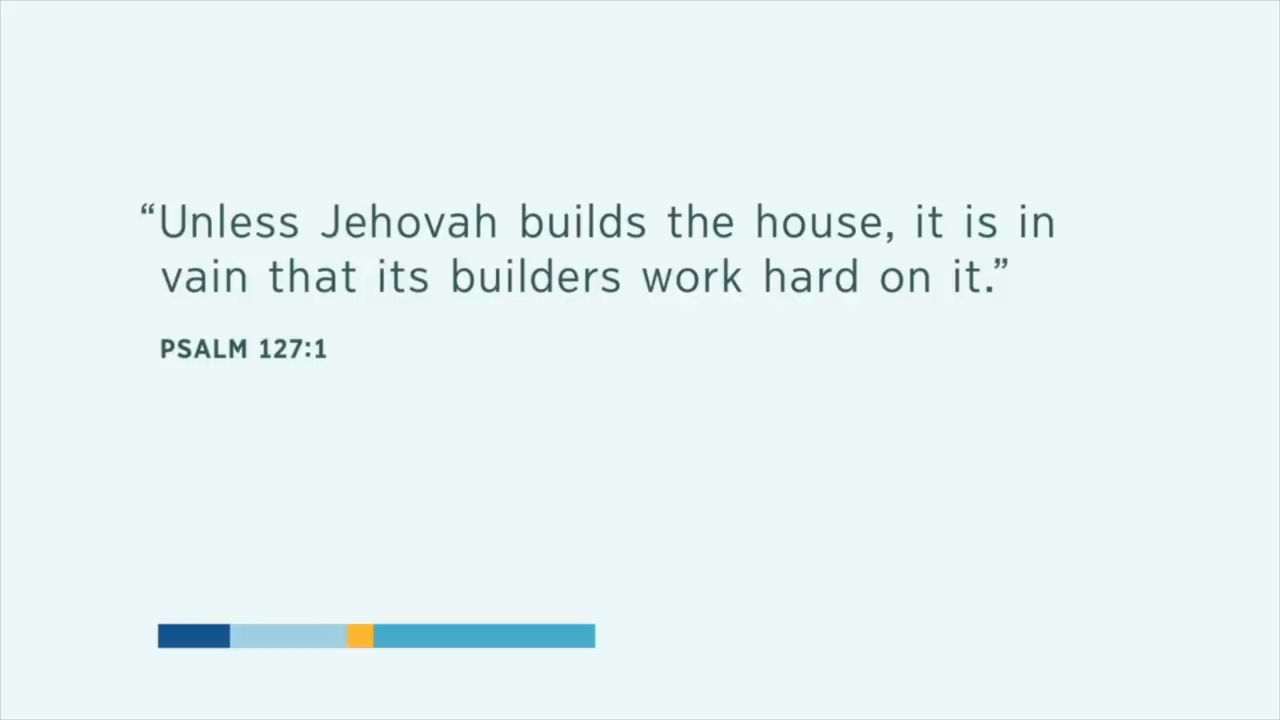 “Unless Jehovah builds the house, it is in
vain that its builders work hard on it.”
PSALM 127:1